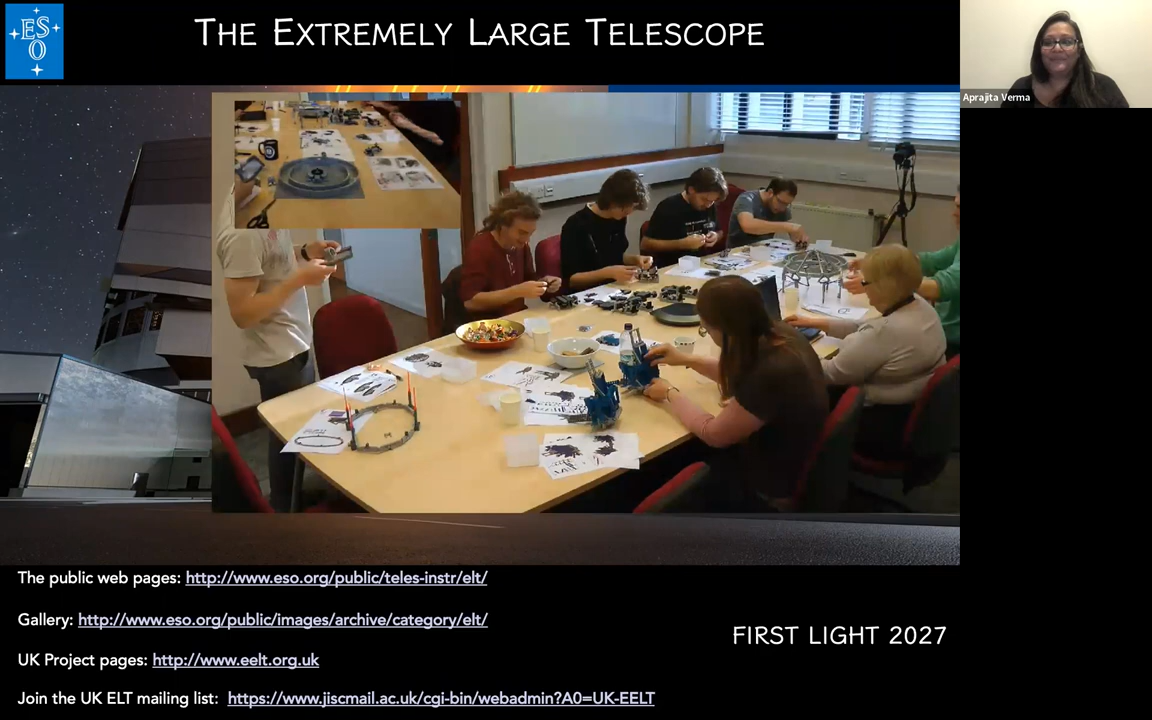 ESO
THE EXTREMELY LARGE TELESCOPE
Aprajita Verma
The public web pages: http://www.eso.org/public/teles-instr/elt/
Gallery: http://www.eso.org/public/images/archive/category/elt/
FIRST LIGHT 2027
UK Project pages: http://www.eelt.org.uk
Join the UK ELT mailing list: https://www.jiscmail.ac.uk/cgi-bin/webadmin?A0=UK-EELT